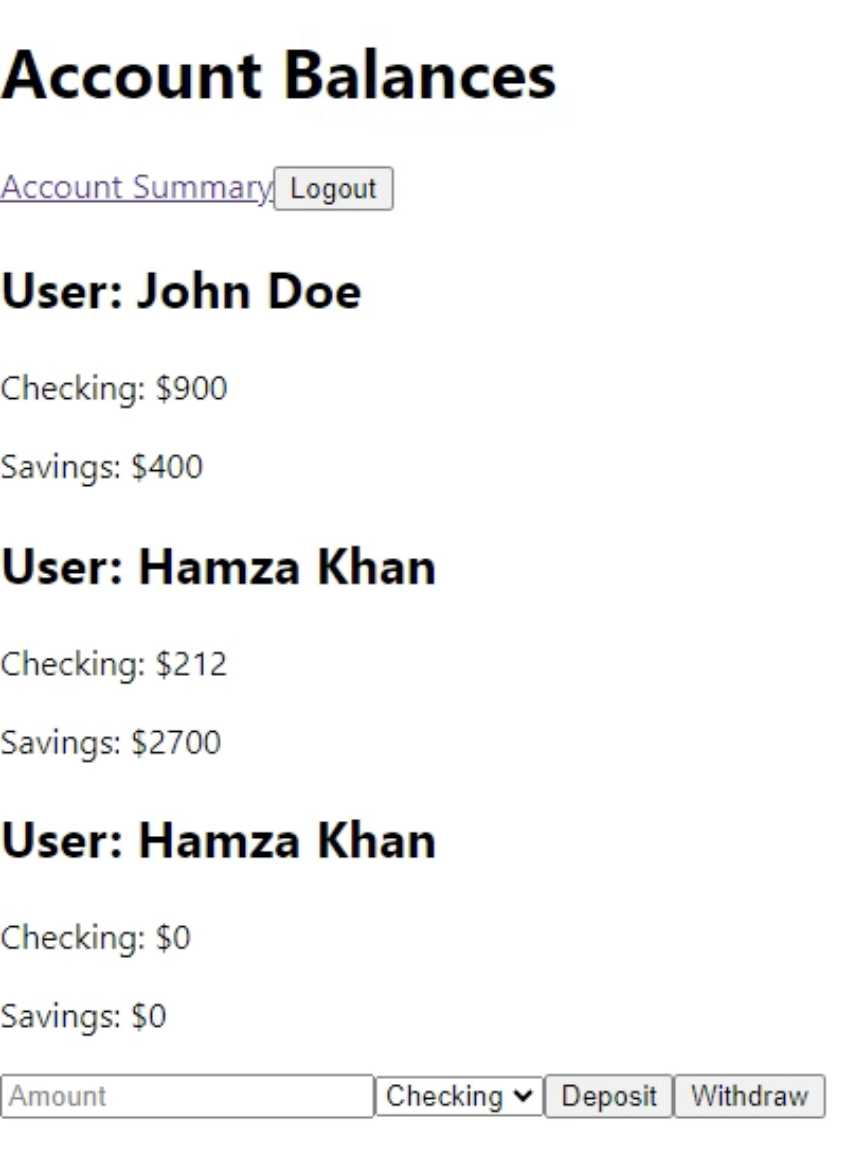 Account Balances
Account Summary Logout
User: John Doe
Checking: $900
Savings: $400
User: Hamza Khan
Checking: $212
Savings: $2700
User: Hamza Khan
Checking: $0
Savings: $0
Amount Checking Deposit Withdraw